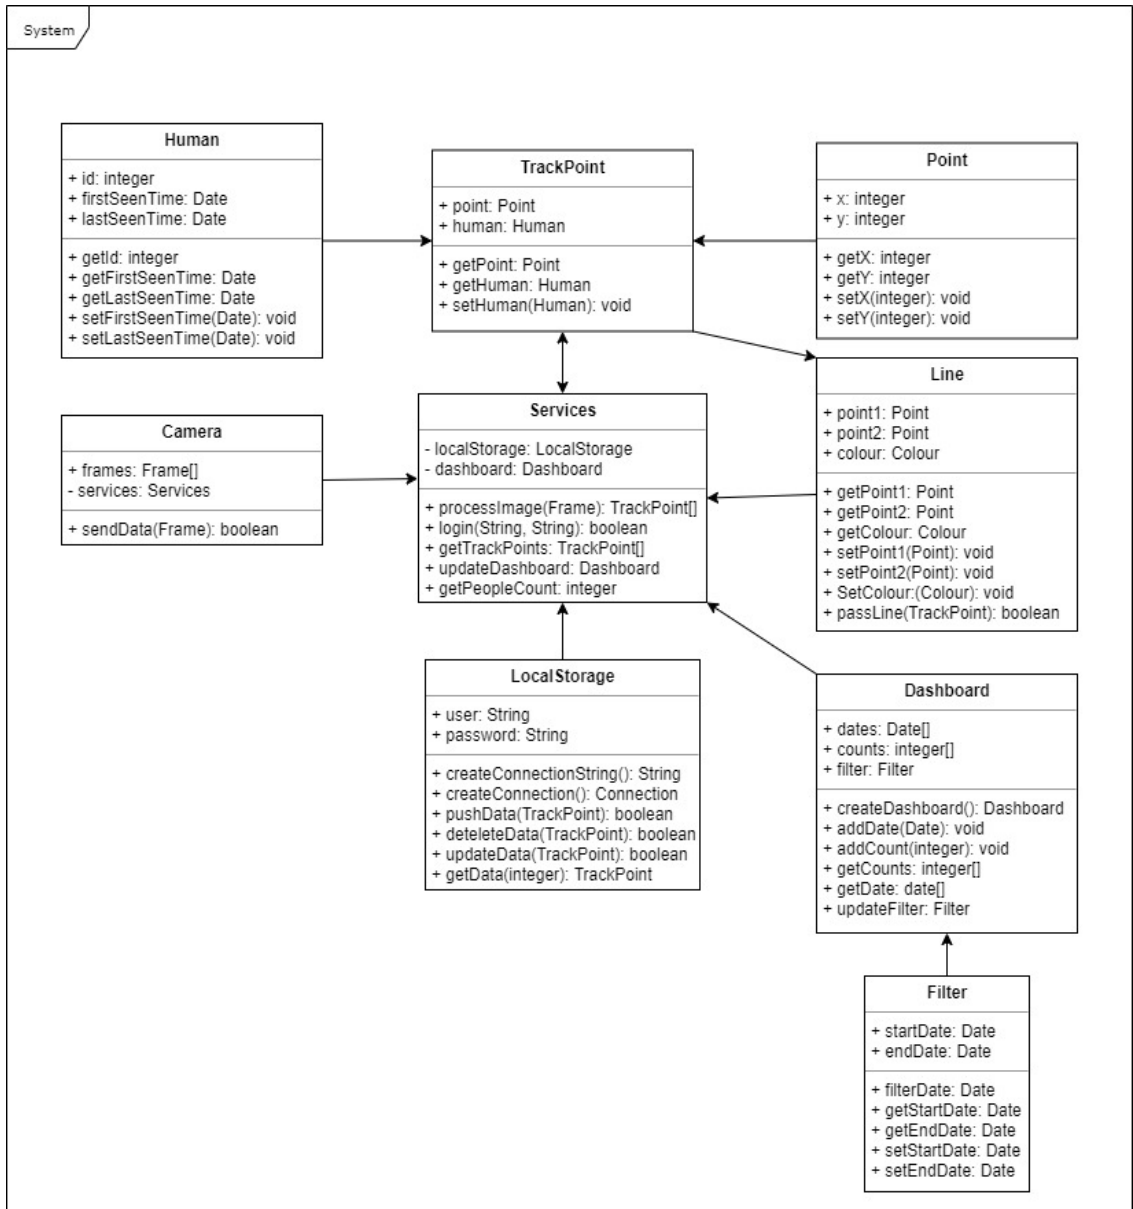 System
Human
+ id: integer
+ firstSeenTime: Date
+ lastSeenTime: Date
+ getId: integer
+ getFirstSeenTime: Date
+ getLastSeenTime: Date
+ setFirstSeenTime(Date): void
+ setLastSeenTime(Date): void
TrackPoint
+ point: Point
+ human: Human
+ getPoint: Point
+ getHuman: Human
+ setHuman(Human): void
Point
+ x: integer
+ y: integer
+ getX: integer
+ getY: integer
+ setX(integer): void
+ setY(integer): void
Camera
+ frames: Frame[]
- services: Services
+ sendData(Frame): boolean
Services
- localStorage: LocalStorage
- dashboard: Dashboard
+ processImage(Frame): TrackPoint[]
+ login(String, String): boolean
+ getTrackPoints: TrackPoint[]
+ updateDashboard: Dashboard
+ getPeopleCount: integer
Line
+ point1: Point
+ point2: Point
+ colour: Colour
+ getPoint1: Point
+ getPoint2: Point
+ getColour: Colour
+ setPoint1(Point): void
+ setPoint2(Point): void
+ SetColour:(Colour): void
+ passLine(TrackPoint): boolean
LocalStorage
+ user: String
+ password: String
+ createConnectionString(): String
+ createConnection(): Connection
+ pushData(TrackPoint): boolean
+ deteleteData(TrackPoint): boolean
+ updateData(TrackPoint): boolean
+ getData(integer): TrackPoint
Dashboard
+ dates: Date[]
+ counts: integer[]
+ filter: Filter
+ createDashboard(): Dashboard
+ addDate(Date): void
+ addCount(integer): void
+ getCounts: integer[]
+ getDate: date[]
+ updateFilter: Filter
Filter
+ startDate: Date
+ endDate: Date
+ filterDate: Date
+ getStartDate: Date
+ getEndDate: Date
+ setStartDate: Date
+ setEndDate: Date